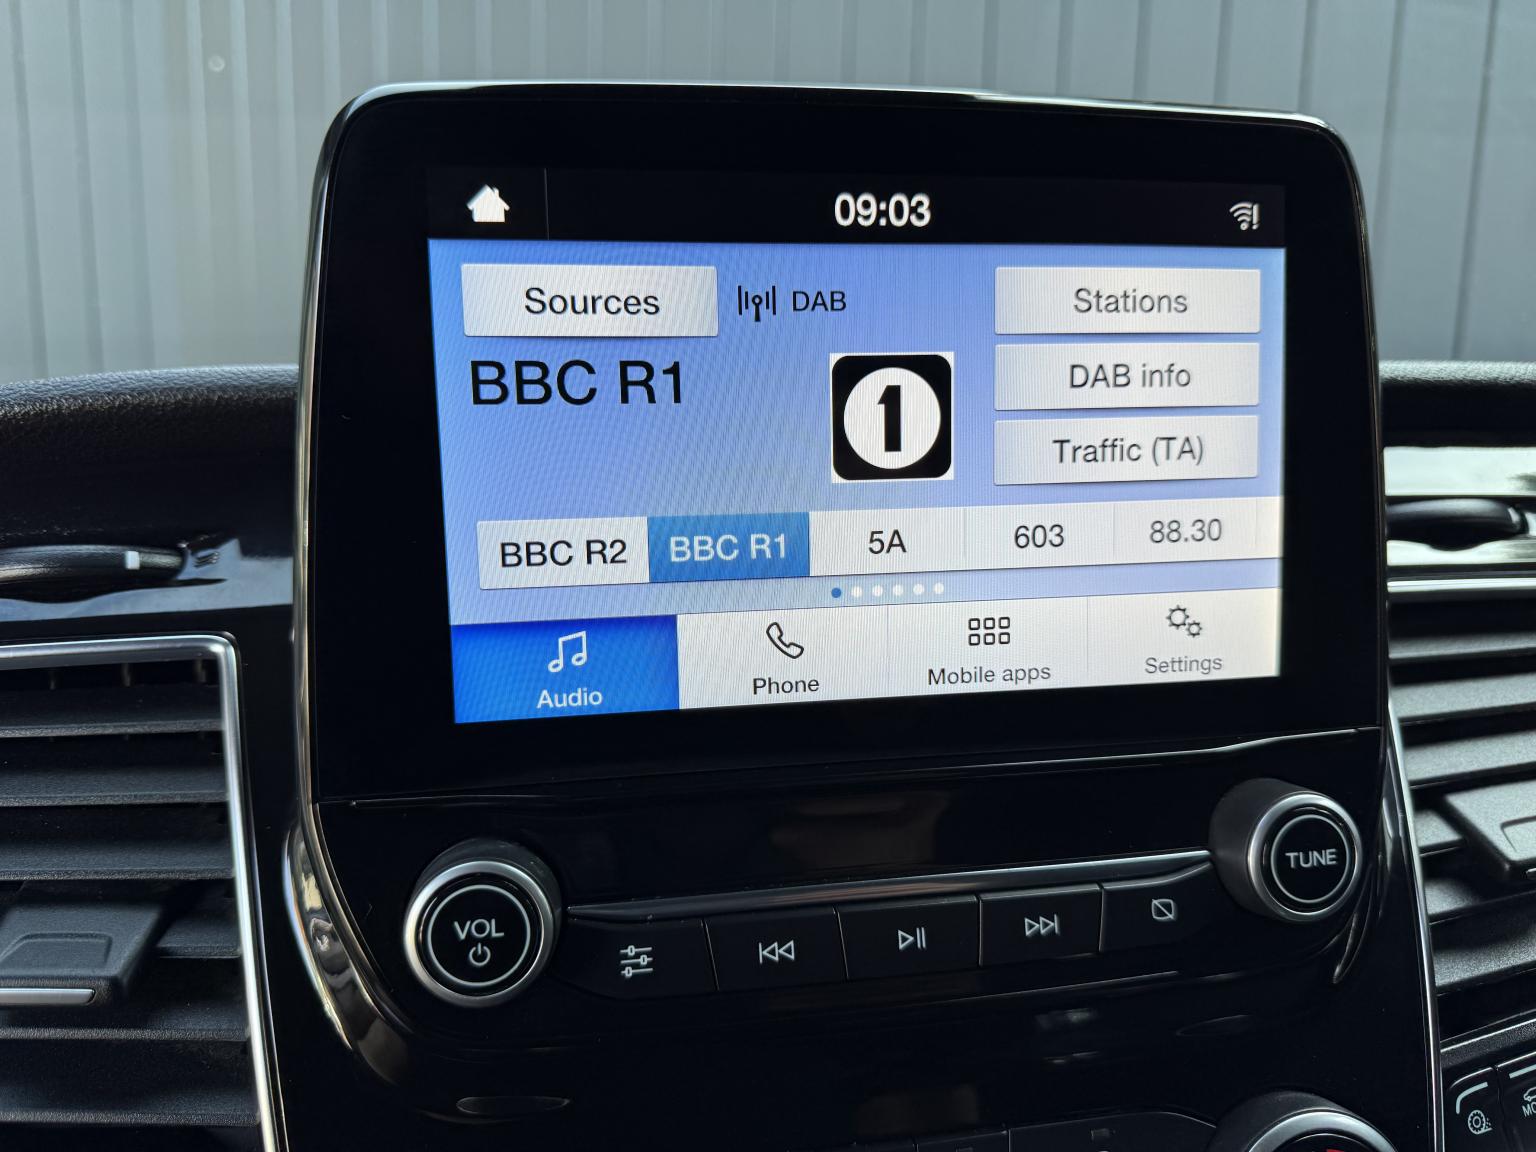 09:03
Sources
DAB
Stations
BBC R1
1
DAB info
Traffic (TA)
BBC R2
BBC R1
5A
603
88.30
Audio
Phone
Mobile apps
Settings
VOL
TUNE